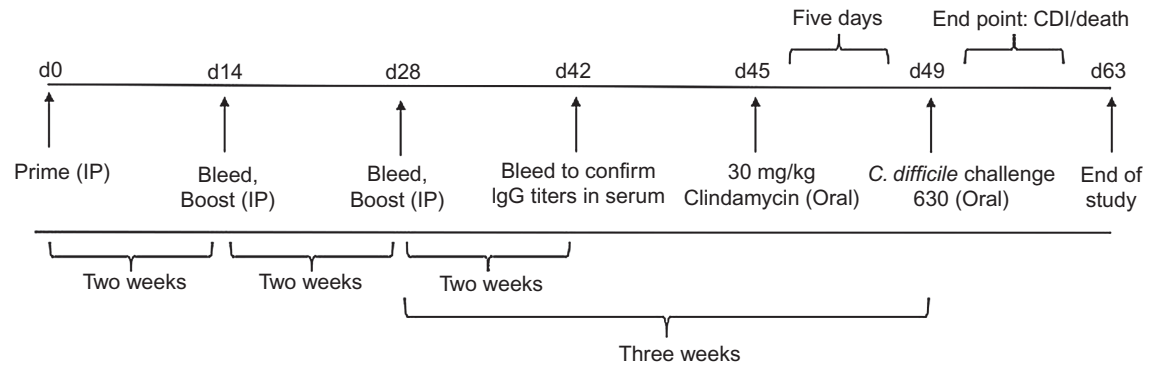 Five days
End point: CDI/death
d0
d14
d28
d42
d45
d49
d63
Prime (IP)
Bleed,
Boost (IP)
Bleed,
Boost (IP)
Bleed to confirm
IgG titers in serum
30 mg/kg
Clindamycin (Oral)
C. difficile challenge
630 (Oral)
End of
study
Two weeks
Two weeks
Two weeks
Three weeks